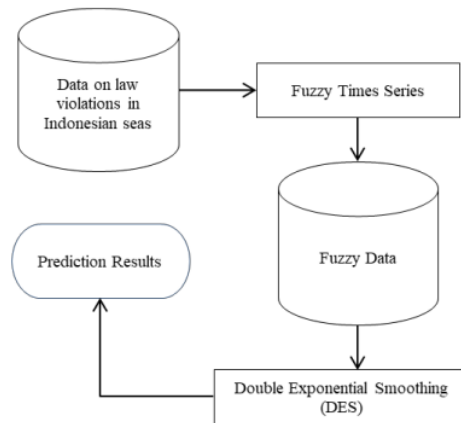 Data on law
violations in
Indonesian seas
Fuzzy Times Series
Fuzzy Data
Double Exponential Smoothing
(DES)
Prediction Results